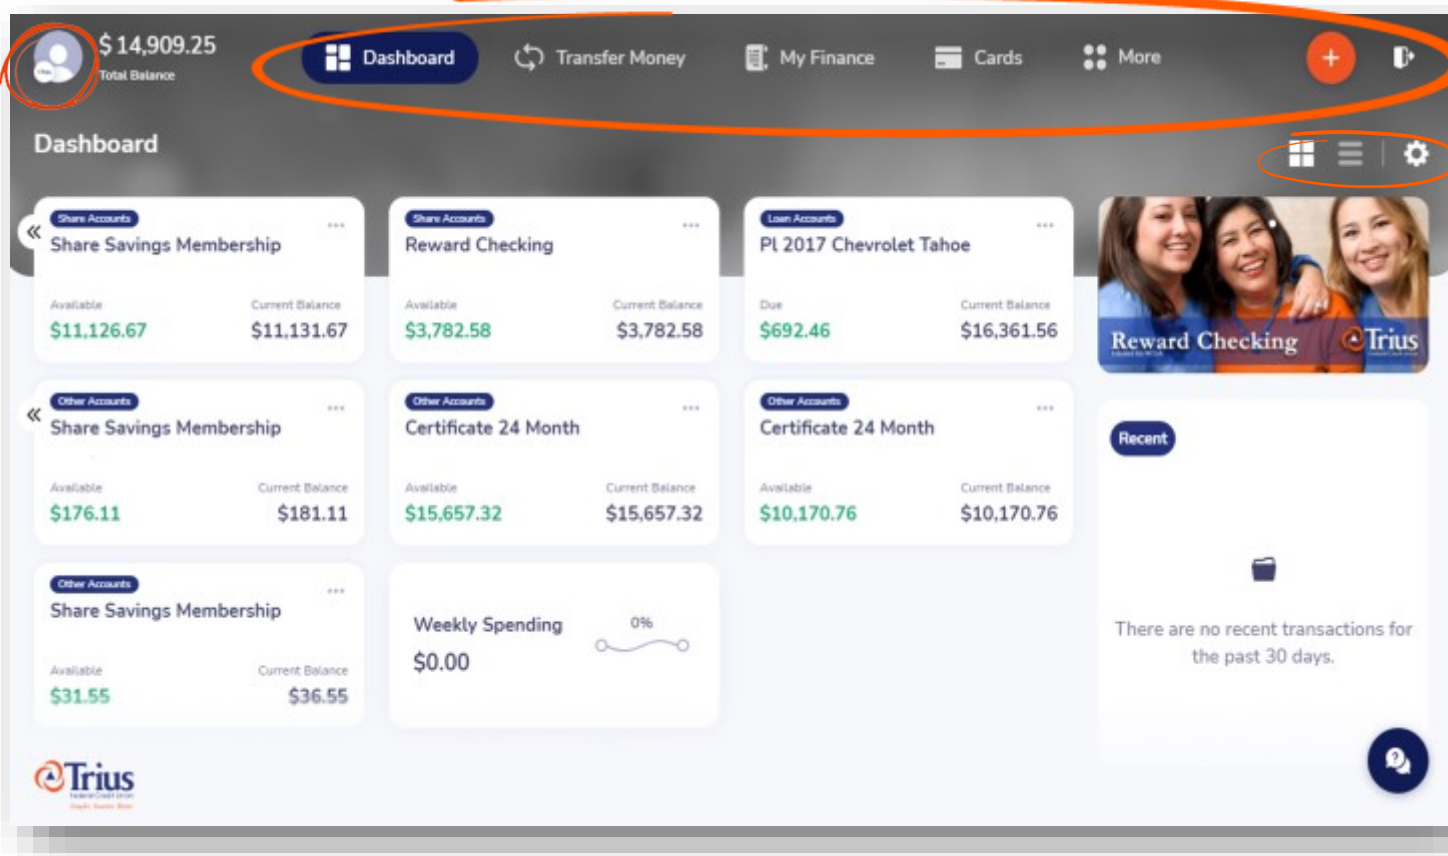 $ 14,909.25
Total Balance
Dashboard
Transfer Money
My Finance
Cards
More
Dashboard
Share Accounts
Share Savings Membership
Available
Current Balance
$11,126.67
$11,131.67
Share Accounts
Reward Checking
Available
Current Balance
$3,782.58
$3,782.58
Loan Accounts
Pl 2017 Chevrolet Tahoe
Due
Current Balance
$692.46
$16,361.56
Reward Checking
Trius
Other Accounts
Share Savings Membership
Available
Current Balance
$176.11
$181.11
Other Accounts
Certificate 24 Month
Available
Current Balance
$15,657.32
$15,657.32
Other Accounts
Certificate 24 Month
Available
Current Balance
$10,170.76
$10,170.76
Recent
There are no recent transactions for
the past 30 days.
Other Accounts
Share Savings Membership
Available
Current Balance
$31.55
$36.55
Weekly Spending
0%
$0.00
Trius
Federal Credit Union